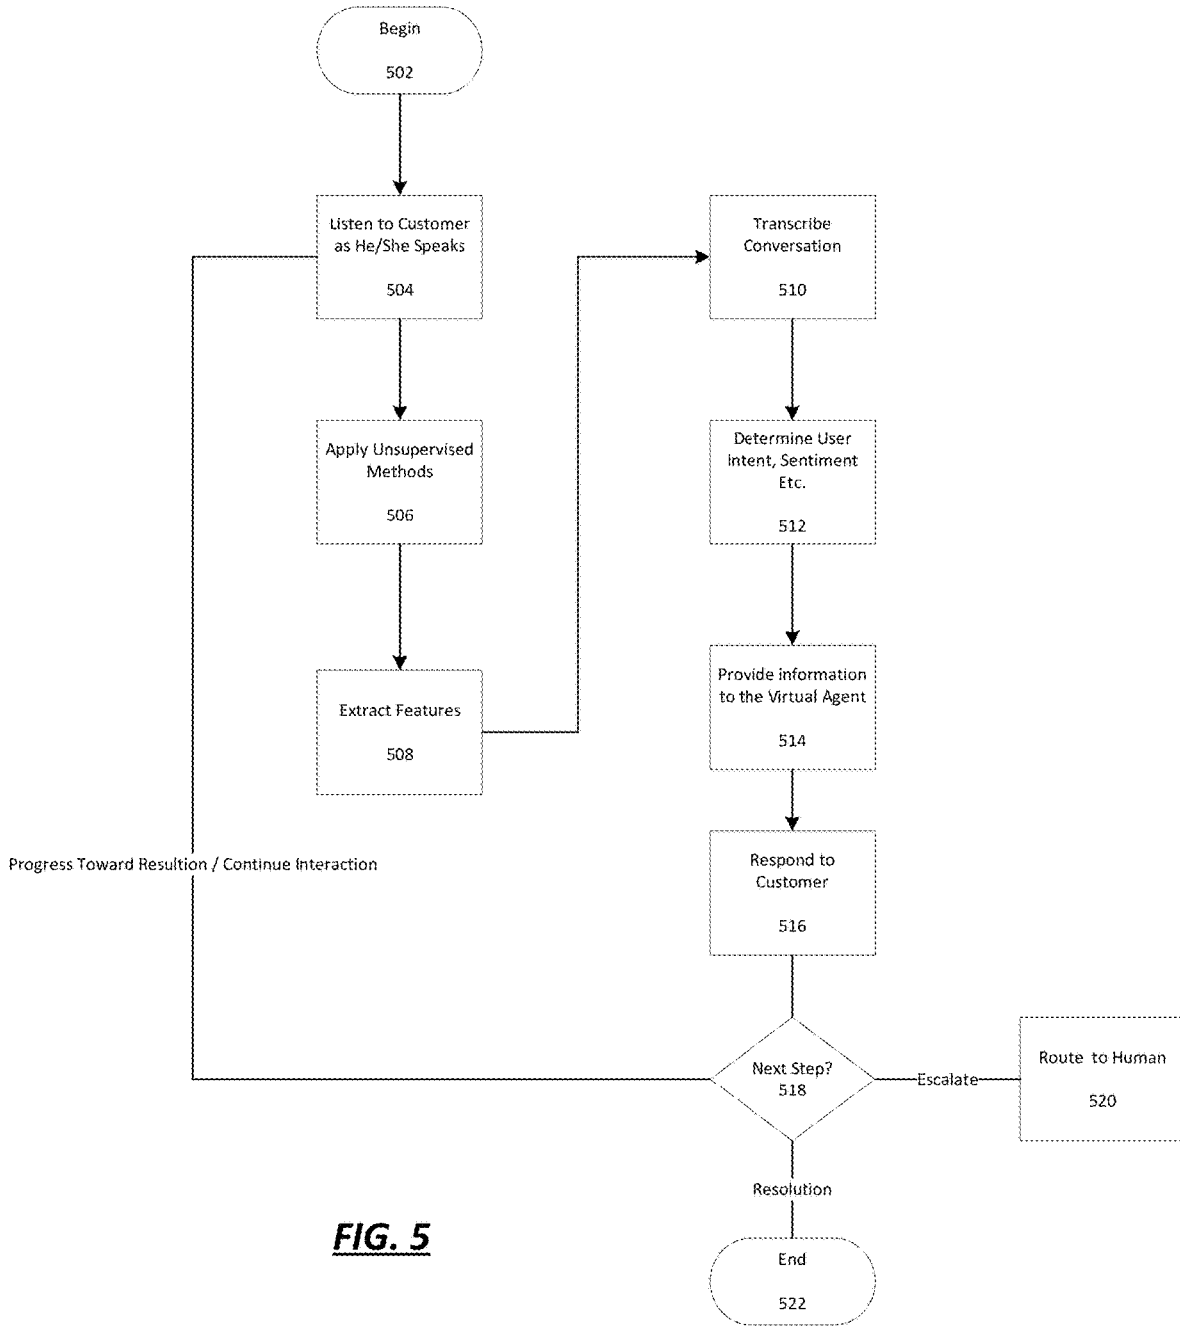 Begin
502
Listen to Customer
as He/She Speaks
504
Apply Unsupervised
Methods
506
Extract Features
508
Transcribe
Conversation
510
Determine User
Intent, Sentiment
Etc.
512
Provide information
to the Virtual Agent
514
Respond to
Customer
516
Progress Toward Resultion / Continue Interaction
Next Step?
518
Escalate
Route to Human
520
Resolution
End
522
FIG. 5